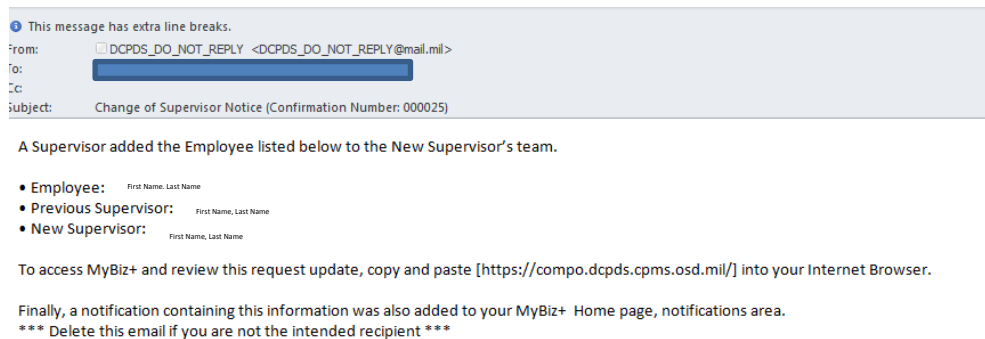 This message has extra line breaks.
From: DCPDS_DO_NOT_REPLY <DCPDS_DO_NOT_REPLY@mail.mil>
To:
Cc:
Subject: Change of Supervisor Notice (Confirmation Number: 000025)
A Supervisor added the Employee listed below to the New Supervisor's team.
• Employee: First Name. Last Name
• Previous Supervisor: First Name, Last Name
• New Supervisor: First Name, Last Name
To access MyBiz+ and review this request update, copy and paste [https://compo.dcpds.cpms.osd.mil/] into your Internet Browser.
Finally, a notification containing this information was also added to your MyBiz+ Home page, notifications area.
*** Delete this email if you are not the intended recipient ***